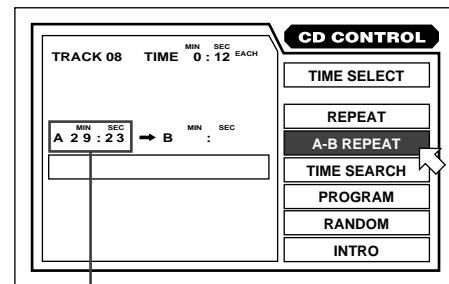 CD CONTROL
MIN SEC
TRACK 08 TIME 0 : 12 EACH
TIME SELECT
REPEAT
MIN SEC MIN SEC
A 29 : 23 ➡ B :
A-B REPEAT
TIME SEARCH
PROGRAM
RANDOM
INTRO